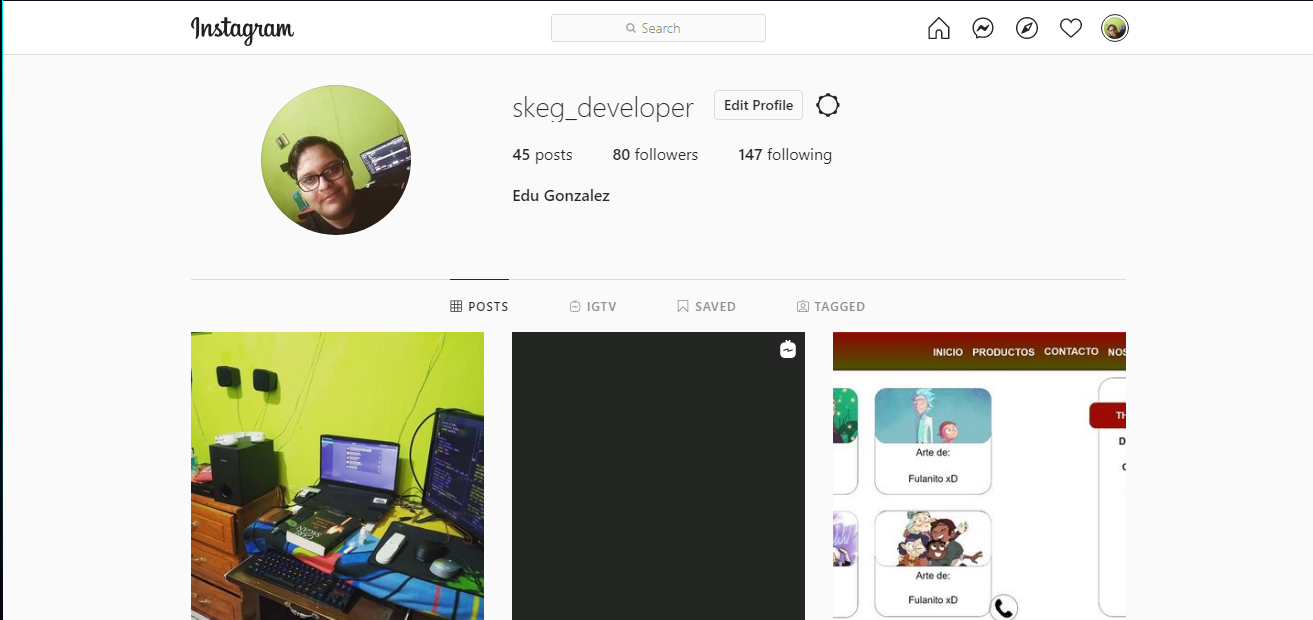 Instagram
Search
skeg_developer
Edit Profile
45 posts
80 followers
147 following
Edu Gonzalez
POSTS
IGTV
SAVED
TAGGED
INICIO PRODUCTOS CONTACTO NOS
TH
Arte de:
D
Fulanito xD
Arte de:
Fulanito xD